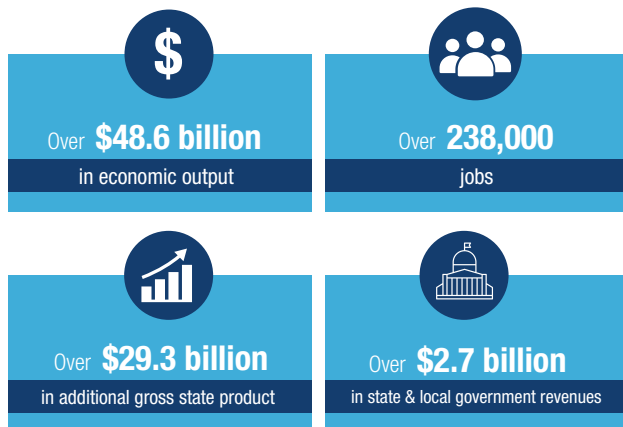 Over $48.6 billion
in economic output
Over 238,000
jobs
Over $29.3 billion
in additional gross state product
Over $2.7 billion
in state & local government revenues